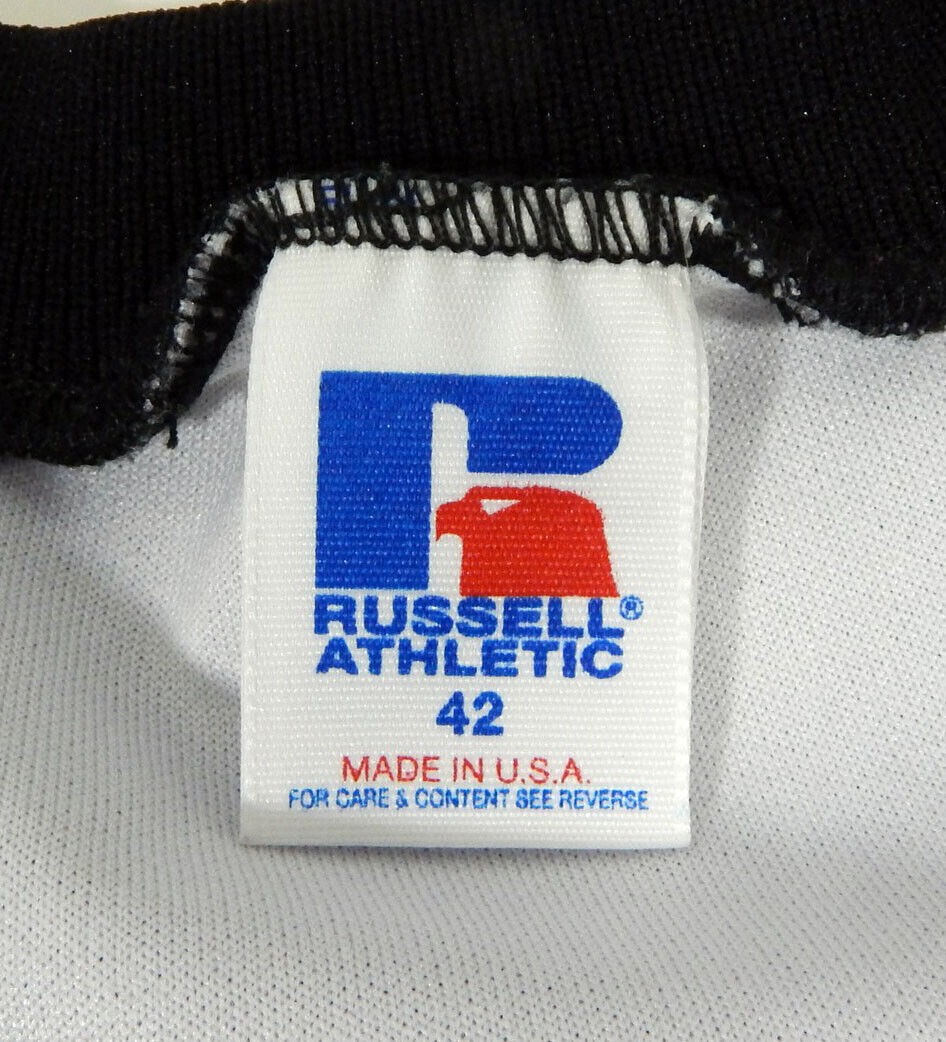 RUSSELL®
ATHLETIC
42
MADE IN U.S.A.
FOR CARE & CONTENT SEE REVERSE